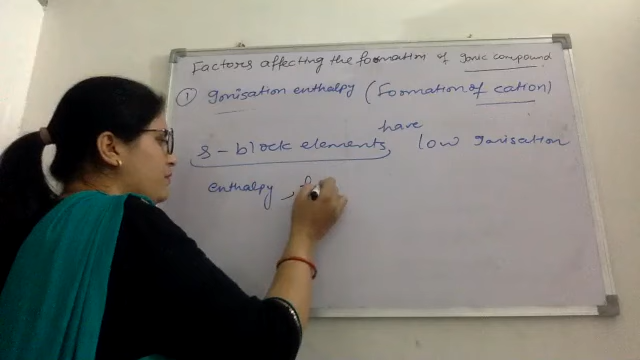 Factors affecting the formation of Ionic compound
① Ionisation enthalpy (Formation of cation)
s-block elements have low Ionisation
enthalpy,